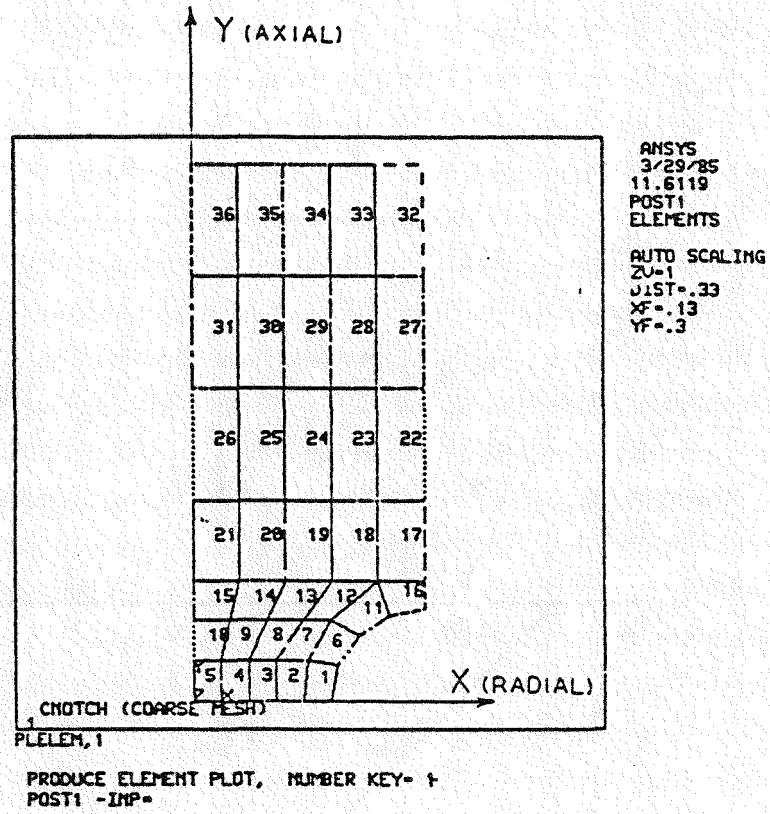 Y (AXIAL)
ANSYS
3/29/85
11.6119
POST1
ELEMENTS
AUTO SCALING
ZV=1
DIST=.33
XF=.13
YF=.3
36 35 34 33 32
31 30 29 28 27
26 25 24 23 22
21 20 19 18 17
15 14 13 12 16
11
10 9 8 7 6
5 4 3 2 1
X (RADIAL)
CNOTCH (COARSE MESH)
1
PLELEM,1
PRODUCE ELEMENT PLOT, NUMBER KEY= 1
POST1 -INP=